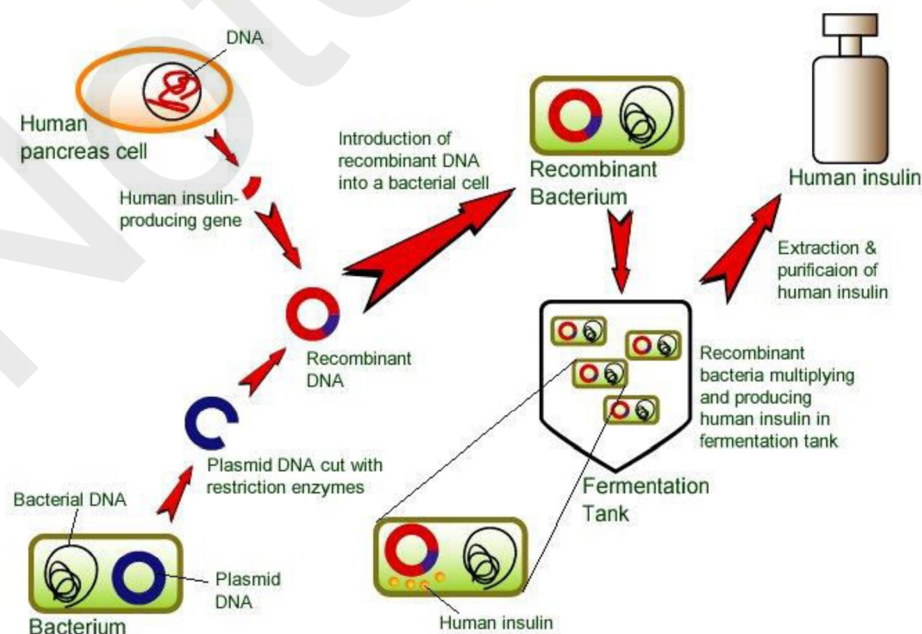 DNA
Human
pancreas cell
Human insulin-
producing gene
Introduction of
recombinant DNA
into a bacterial cell
Recombinant
Bacterium
Human insulin
Extraction &
purificaion of
human insulin
Recombinant
DNA
Recombinant
bacteria multiplying
and producing
human insulin in
fermentation tank
Plasmid DNA cut with
restriction enzymes
Fermentation
Tank
Bacterial DNA
Plasmid
DNA
Bacterium
Human insulin